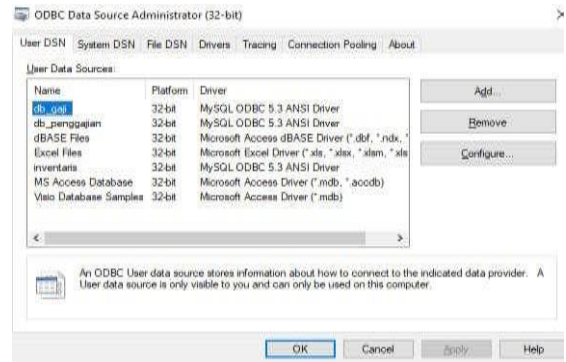 ODBC Data Source Administrator (32-bit)
User DSN System DSN File DSN Drivers Tracing Connection Pooling About
User Data Sources:
Name Platform Driver
db_gaji 32-bit MySQL ODBC 5.3 ANSI Driver
db_penggajian 32-bit MySQL ODBC 5.3 ANSI Driver
dBASE Files 32-bit Microsoft Access dBASE Driver (*.dbf, *.ndx, *
Excel Files 32-bit Microsoft Excel Driver (*.xls, *.xlsx, *.xlsm, *.xls
inventaris 32-bit MySQL ODBC 5.3 ANSI Driver
MS Access Database 32-bit Microsoft Access Driver (*.mdb, *.accdb)
Visio Database Samples 32-bit Microsoft Access Driver (*.mdb)
Add...
Remove
Configure...
An ODBC User data source stores information about how to connect to the indicated data provider. A
User data source is only visible to you and can only be used on this computer.
OK Cancel Apply Help